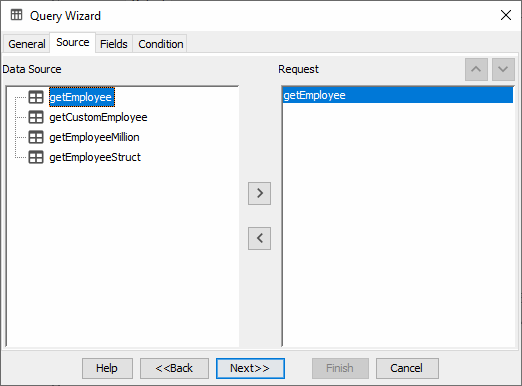 Query Wizard
General Source Fields Condition
Data Source
Request
getEmployee
getCustomEmployee
getEmployeeMillion
getEmployeeStruct
getEmployee
Help <<Back Next>> Finish Cancel